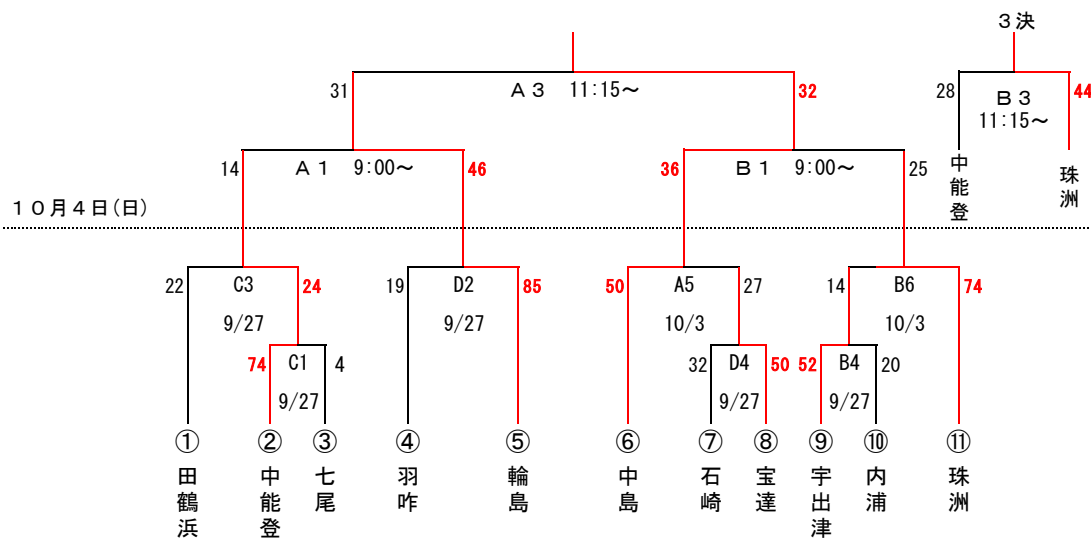 ３決
31
Ａ３ 11:15～
32
28
Ｂ３
11:15～
44
14
Ａ１ 9:00～
46
36
Ｂ１ 9:00～
25
中能登
珠洲
１０月４日(日)
22
C3
24
9/27
19
D2
85
9/27
50
A5
27
10/3
14
B6
74
10/3
74
C1
4
9/27
32
D4
50
9/27
52
B4
20
9/27
①
②
③
④
⑤
⑥
⑦
⑧
⑨
⑩
⑪
田鶴浜
中能登
七尾
羽咋
輪島
中島
石崎
宝達
宇出津
内浦
珠洲